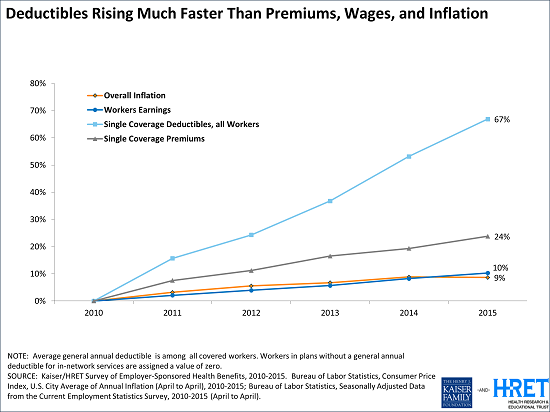 Deductibles Rising Much Faster Than Premiums, Wages, and Inflation
80%
70%
60%
50%
40%
30%
20%
10%
0%
Overall Inflation
Workers Earnings
Single Coverage Deductibles, all Workers
Single Coverage Premiums
67%
24%
10%
9%
2010 2011 2012 2013 2014 2015
NOTE: Average general annual deductible is among all covered workers. Workers in plans without a general annual
deductible for in-network services are assigned a value of zero.
SOURCE: Kaiser/HRET Survey of Employer-Sponsored Health Benefits, 2010-2015. Bureau of Labor Statistics, Consumer Price
Index, U.S. City Average of Annual Inflation (April to April), 2010-2015; Bureau of Labor Statistics, Seasonally Adjusted Data
from the Current Employment Statistics Survey, 2010-2015 (April to April).
THE HENRY J.
KAISER
FAMILY
FOUNDATION
-AND-
HRET
HEALTH RESEARCH &
EDUCATIONAL TRUST